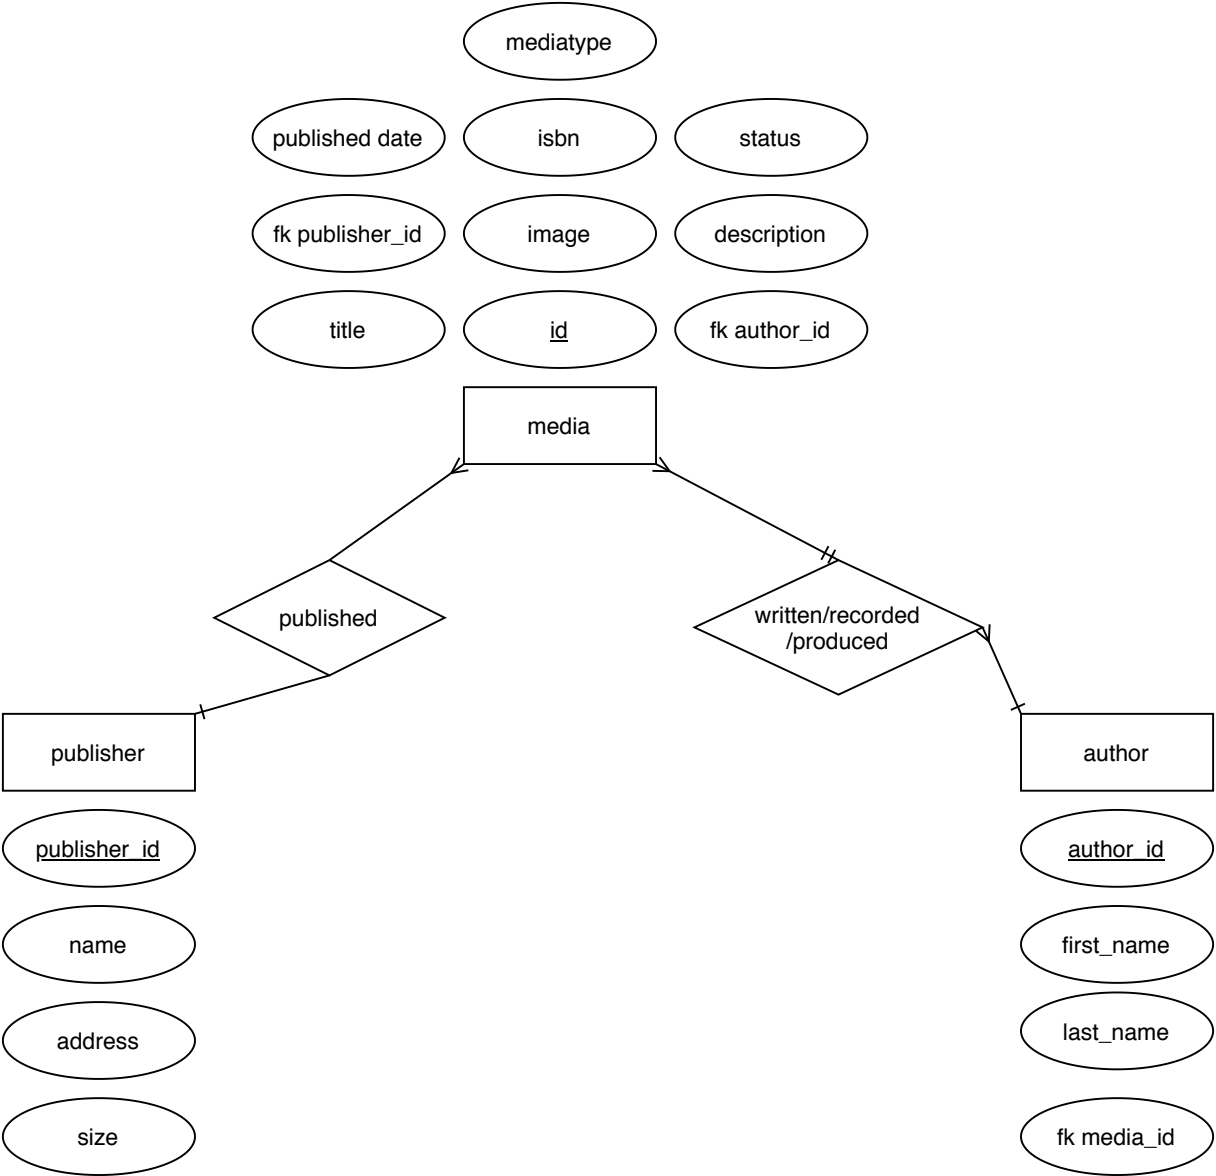 mediatype
published date
isbn
status
fk publisher_id
image
description
title
id
fk author_id
media
published
written/recorded
/produced
publisher
author
publisher_id
author_id
name
first_name
address
last_name
size
fk media_id